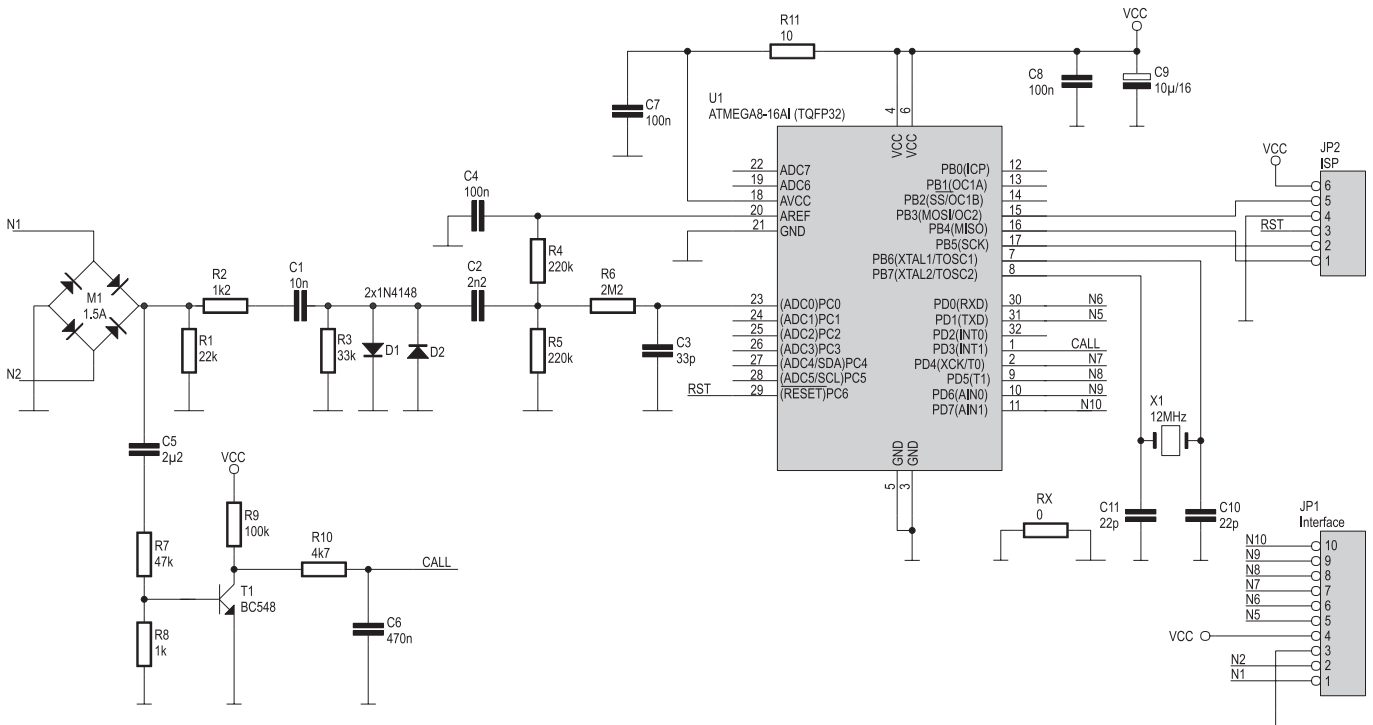 R11
10
VCC
C8
100n
C9
10µ/16
C7
100n
U1
ATMEGA8-16AI (TQFP32)
4
6
VCC
VCC
22
ADC7
19
ADC6
18
AVCC
20
AREF
21
GND
23
(ADC0)PC0
24
(ADC1)PC1
25
(ADC2)PC2
26
(ADC3)PC3
27
(ADC4/SDA)PC4
28
(ADC5/SCL)PC5
RST
29
(RESET)PC6
PB0(ICP)
12
PB1(OC1A)
13
PB2(SS/OC1B)
14
PB3(MOSI/OC2)
15
PB4(MISO)
16
PB5(SCK)
17
PB6(XTAL1/TOSC1)
7
PB7(XTAL2/TOSC2)
8
PD0(RXD)
30
N6
PD1(TXD)
31
N5
PD2(INT0)
32
PD3(INT1)
1
CALL
PD4(XCK/T0)
2
N7
PD5(T1)
9
N8
PD6(AIN0)
10
N9
PD7(AIN1)
11
N10
GND
GND
5
3
VCC
JP2
ISP
6
5
4
RST
3
2
1
C4
100n
N1
M1
1.5A
N2
R2
1k2
C1
10n
2x1N4148
C2
2n2
R4
220k
R6
2M2
R1
22k
R3
33k
D1
D2
R5
220k
C3
33p
X1
12MHz
C11
22p
C10
22p
RX
0
C5
2µ2
VCC
R9
100k
R7
47k
R10
4k7
CALL
T1
BC548
R8
1k
C6
470n
JP1
Interface
N10
10
N9
9
N8
8
N7
7
N6
6
N5
5
VCC
4
3
N2
2
N1
1